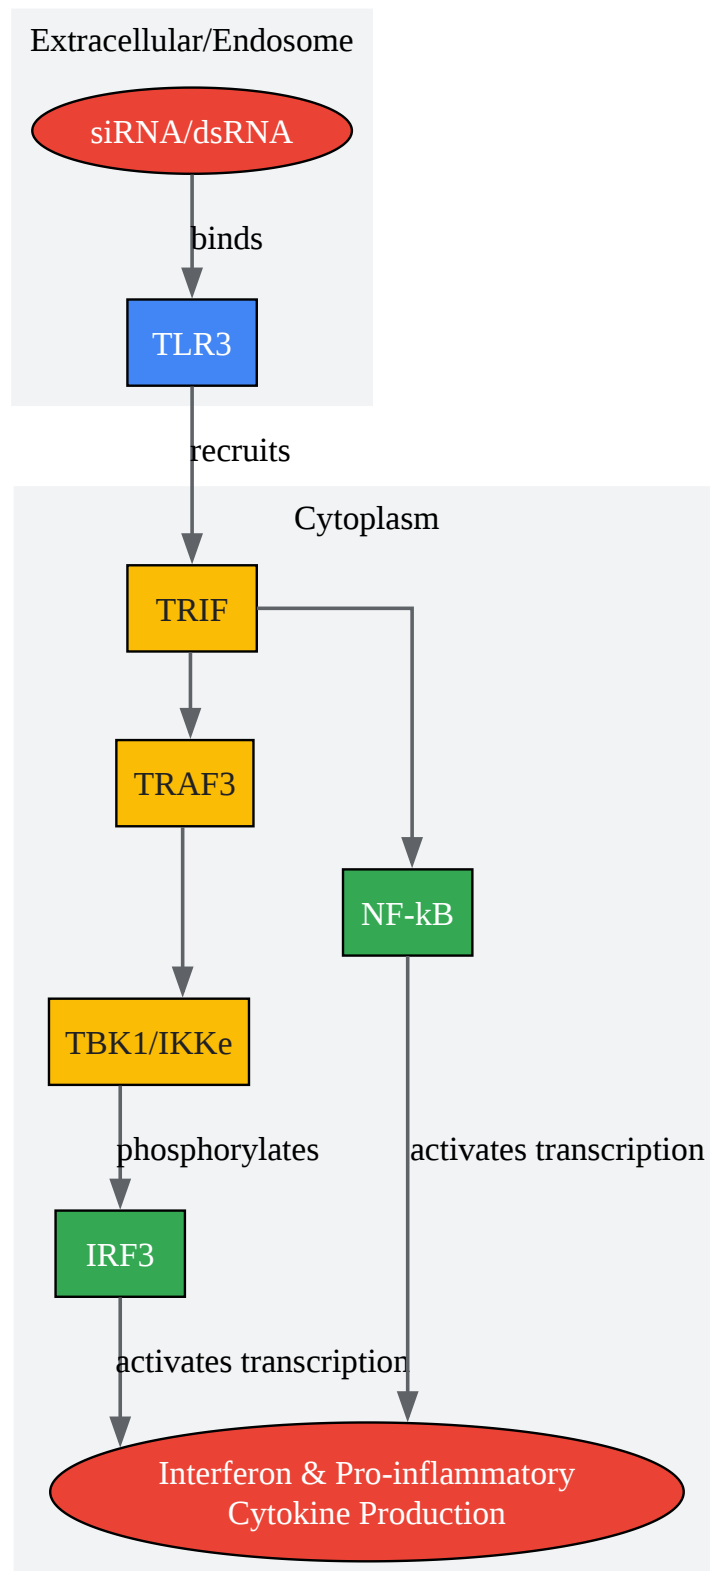 Extracellular/Endosome
siRNA/dsRNA
binds
TLR3
recruits
Cytoplasm
TRIF
TRAF3
NF-kB
TBK1/IKKe
phosphorylates
activates transcription
IRF3
activates transcription
Interferon & Pro-inflammatory
Cytokine Production